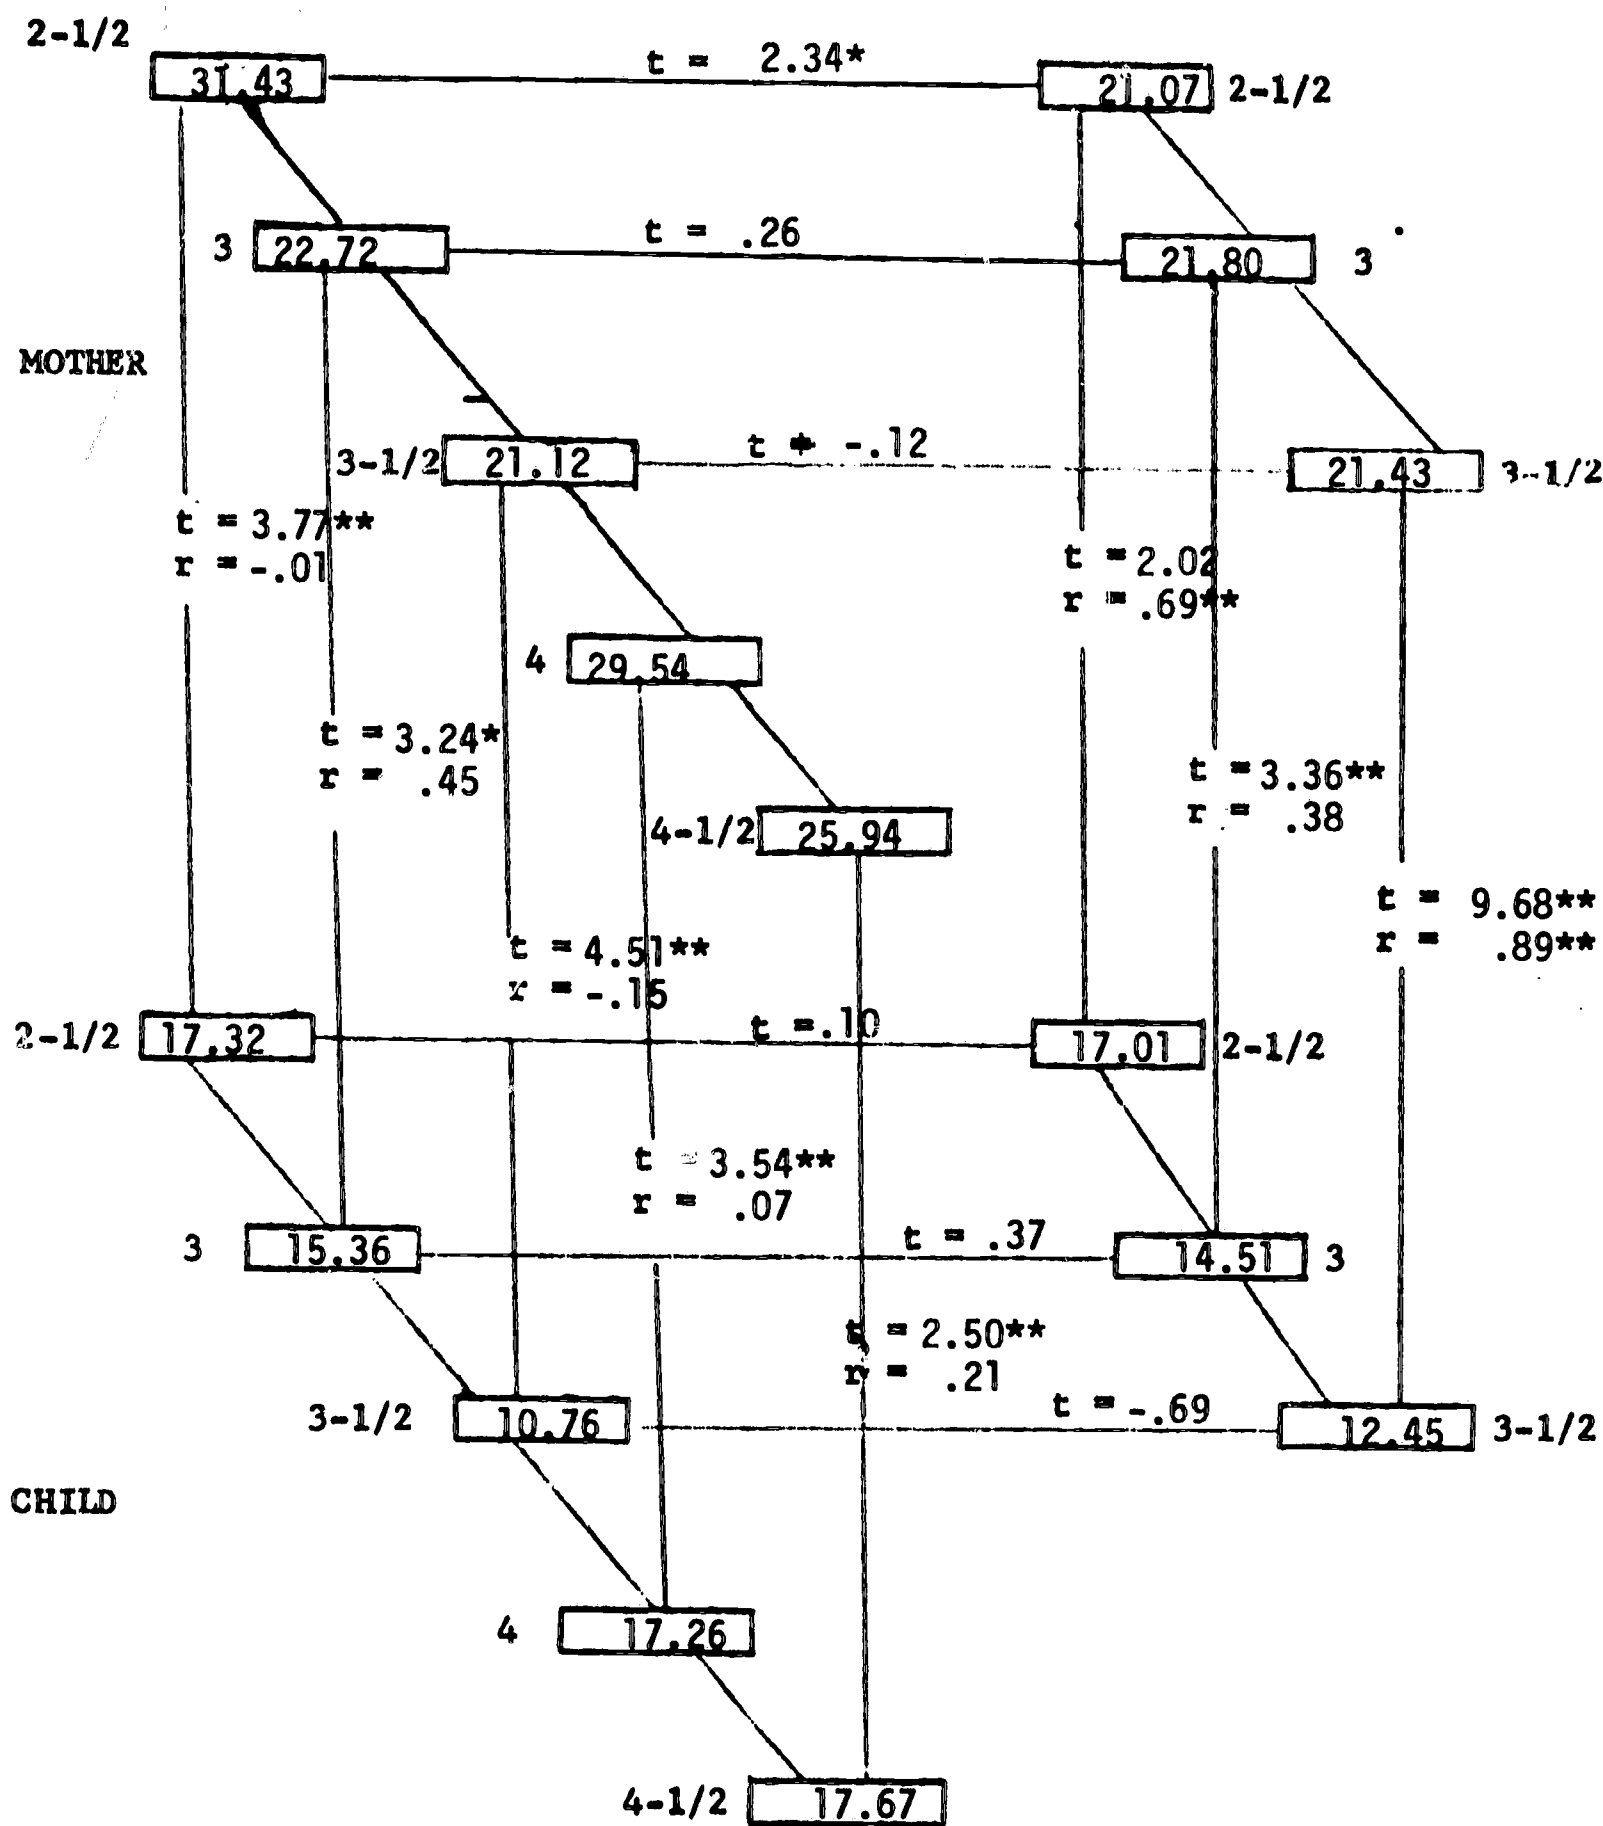 2-1/2
31.43 t = 2.34* 21.07 2-1/2
3 22.72 t = .26 21.80 3
MOTHER
3-1/2 21.12 t = -.12 21.43 3-1/2
t = 3.77** t = 2.02
r = -.01 r = .69**
4 29.54
t = 3.24* t = 3.36**
r = .45 r = .38
4-1/2 25.94
t = 4.51** t = 9.68**
r = -.15 r = .89**
2-1/2 17.32 t = .10 17.01 2-1/2
t = 3.54**
r = .07
3 15.36 t = .37 14.51 3
t = 2.50**
r = .21
3-1/2 10.76 t = -.69 12.45 3-1/2
CHILD
4 17.26
4-1/2 17.67